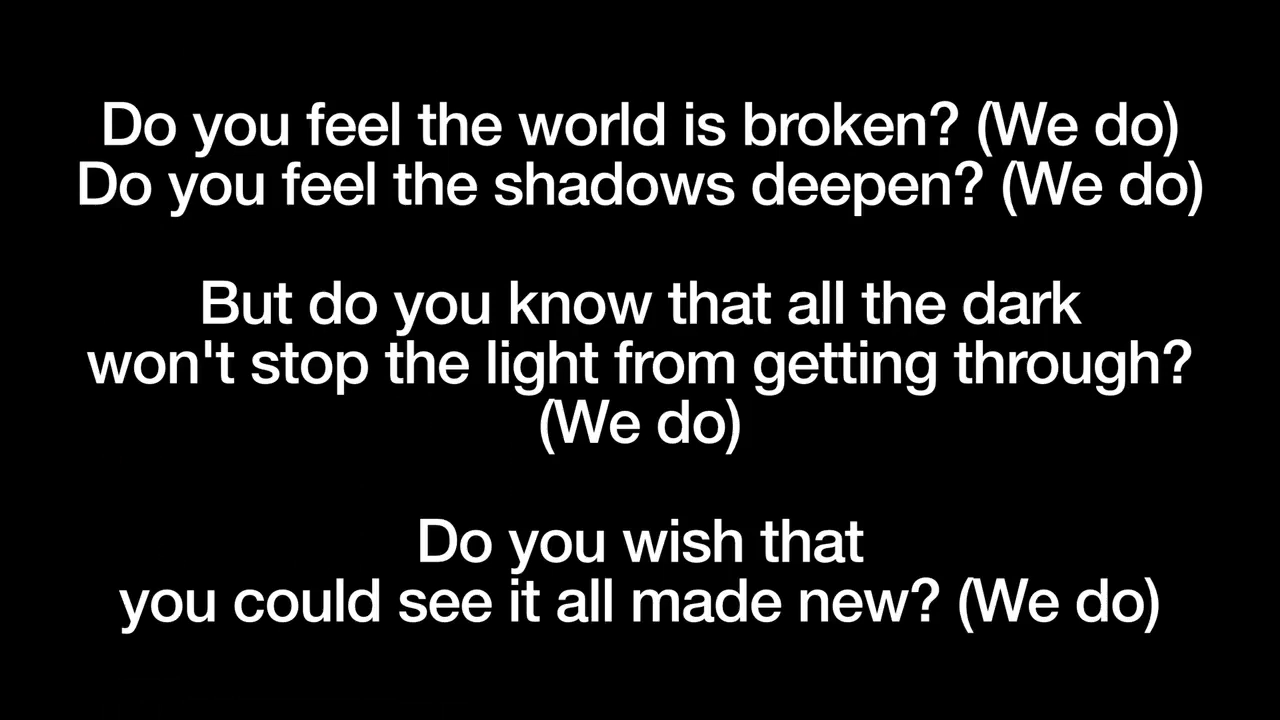 Do you feel the world is broken? (We do)
Do you feel the shadows deepen? (We do)
But do you know that all the dark
won't stop the light from getting through?
(We do)
Do you wish that
you could see it all made new? (We do)